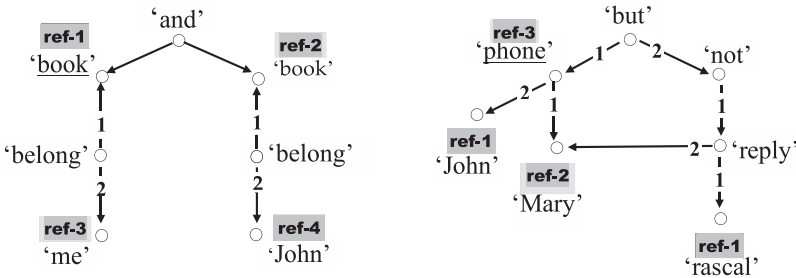 ‘and’
ref-1
‘book’
ref-2
‘book’
1
1
‘belong’
‘belong’
2
2
ref-3
‘me’
ref-4
‘John’
‘but’
ref-3
‘phone’
1
2
‘not’
2
1
1
ref-1
‘John’
2
‘reply’
ref-2
‘Mary’
1
ref-1
‘rascal’